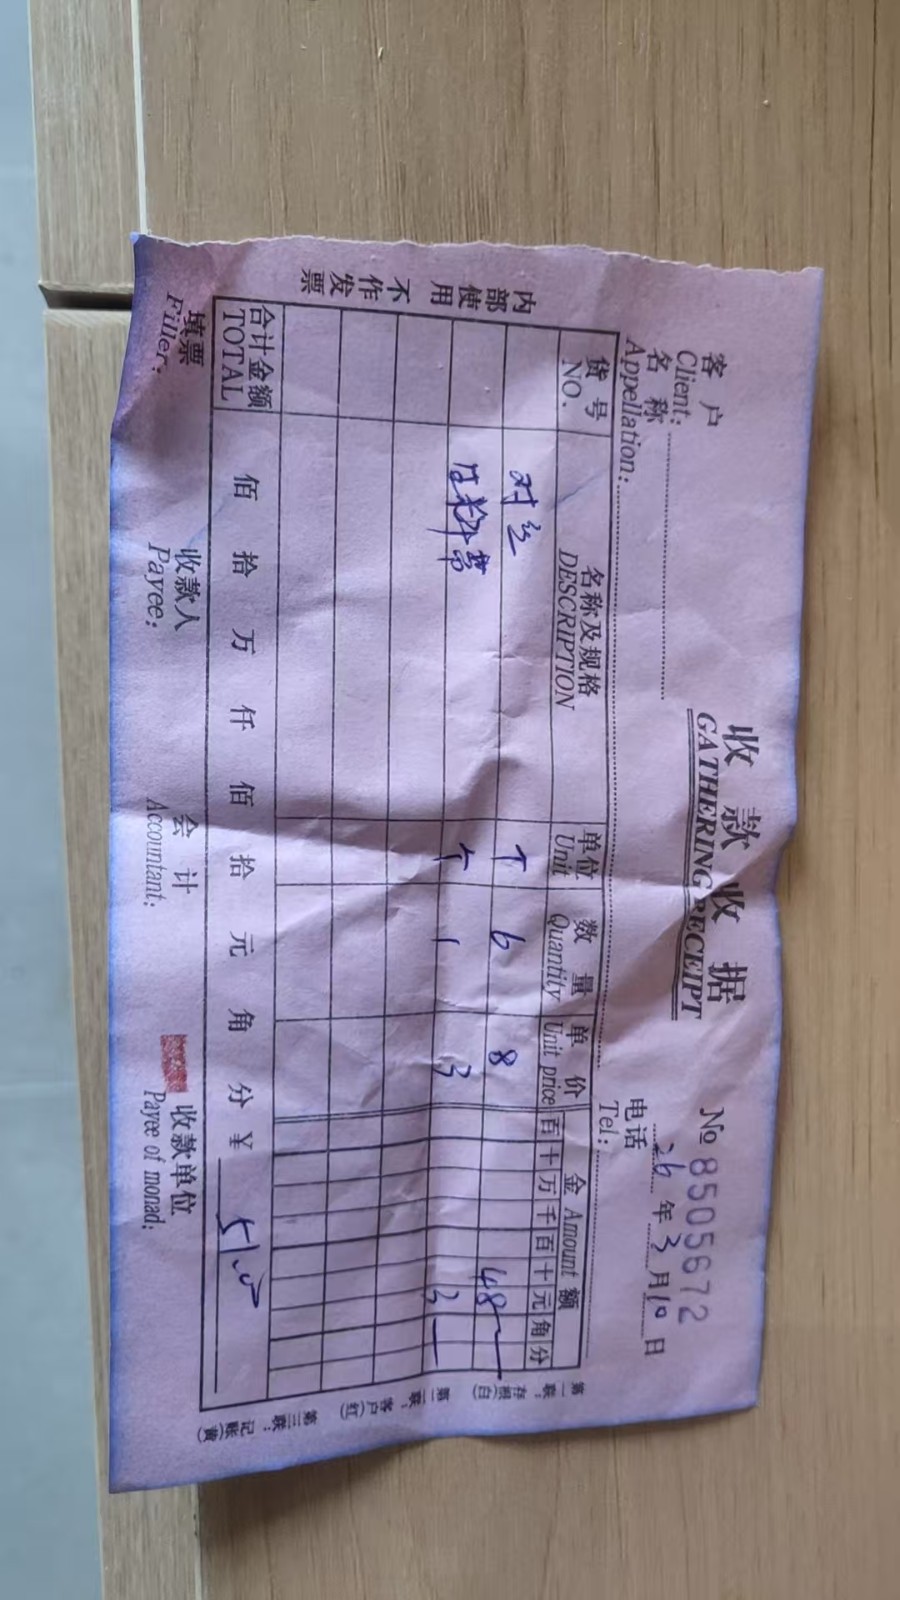 收款收据
GATHERING RECEIPT
№ 8505672
26 年 3 月 10 日
客户
Client:
名称
Appellation:
电话
Tel:
货号 名称及规格 单位 数量 单价 金 Amount 额
NO. DESCRIPTION Unit Quantity Unit price 百 十 万 千 百 十 元 角 分
对丝 个 6 8 48
个 1 3 3
合计金额 佰 拾 万 仟 佰 拾 元 角 分 ¥ 51.
TOTAL
填票 收款人 会计 收款单位
Filler: Payee: Accountant: Payee of monad:
内部使用 不作发票
第一联:存根(白) 第二联:客户(红) 第三联:记账(黄)